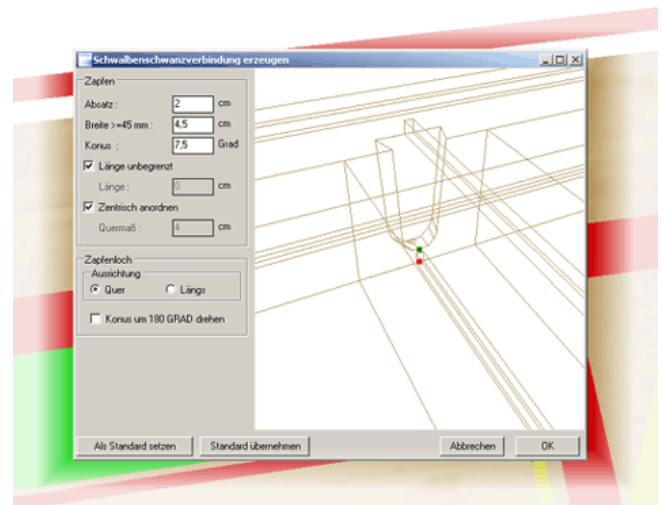 Schwalbenschwanzverbindung erzeugen
Zapfen
Absatz : 2 cm
Breite >=45 mm : 4,5 cm
Konus : 7,5 Grad
Länge unbegrenzt
Länge : 0 cm
Zentrisch anordnen
Quermaß : 4 cm
Zapfenloch
Ausrichtung
Quer Längs
Konus um 180 GRAD drehen
Als Standard setzen Standard übernehmen Abbrechen OK